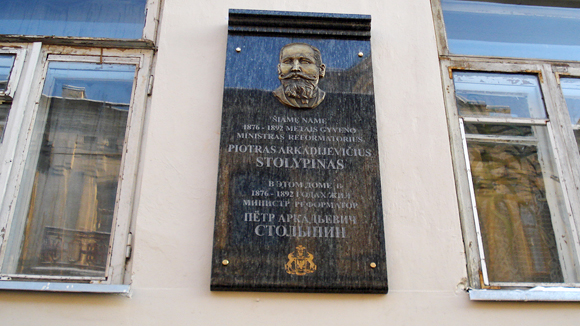 ŠIAME NAME
1876 - 1892 METAIS GYVENO
MINISTRAS REFORMATORIUS
PIOTRAS ARKADIJEVIČIUS
STOLYPINAS
В ЭТОМ ДОМЕ В
1876 - 1892 ГОДАХ ЖИЛ
МИНИСТР РЕФОРМАТОР
ПЁТР АРКАДЬЕВИЧ
СТОЛЫПИН